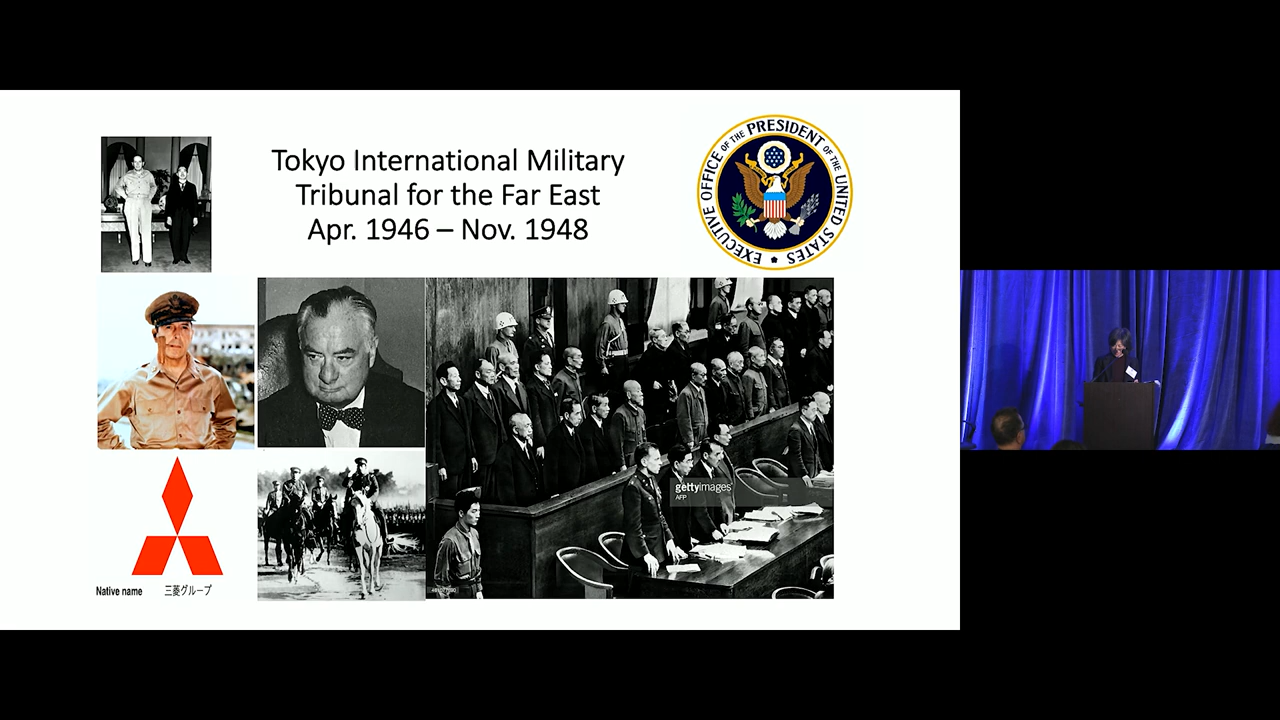 Tokyo International Military
Tribunal for the Far East
Apr. 1946 – Nov. 1948
EXECUTIVE OFFICE OF THE PRESIDENT OF THE UNITED STATES
gettyimages
AFP
Native name 三菱グループ